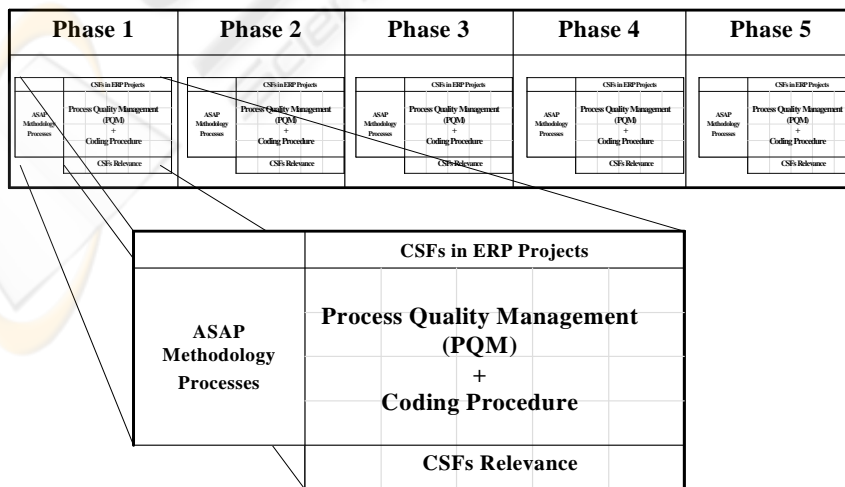 Phase 1 Phase 2 Phase 3 Phase 4 Phase 5
CSFs in ERP Projects CSFs in ERP Projects CSFs in ERP Projects CSFs in ERP Projects CSFs in ERP Projects
ASAP Methodology Processes Process Quality Management (PQM) + Coding Procedure
ASAP Methodology Processes Process Quality Management (PQM) + Coding Procedure
ASAP Methodology Processes Process Quality Management (PQM) + Coding Procedure
ASAP Methodology Processes Process Quality Management (PQM) + Coding Procedure
ASAP Methodology Processes Process Quality Management (PQM) + Coding Procedure
CSFs Relevance CSFs Relevance CSFs Relevance CSFs Relevance CSFs Relevance
CSFs in ERP Projects
ASAP
Methodology
Processes
Process Quality Management
(PQM)
+
Coding Procedure
CSFs Relevance